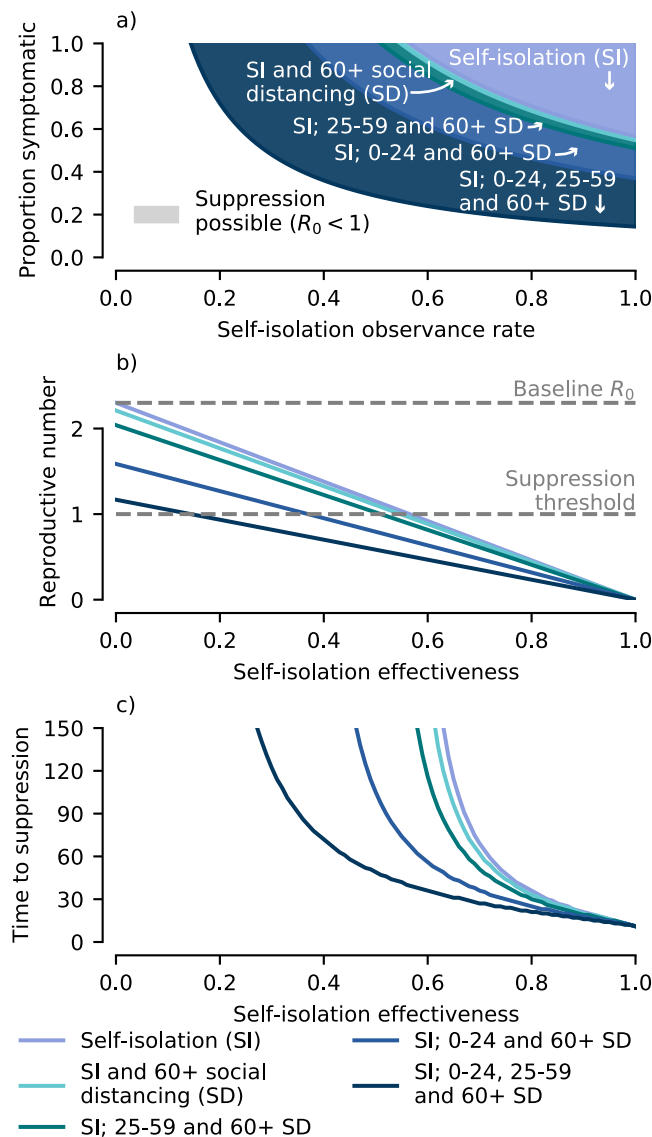 a)
1.0
0.8
0.6
0.4
0.2
0.0
Proportion symptomatic
Self-isolation (SI)
SI and 60+ social
distancing (SD)
SI; 25-59 and 60+ SD
SI; 0-24 and 60+ SD
SI; 0-24, 25-59
and 60+ SD
Suppression
possible (R0 < 1)
0.0 0.2 0.4 0.6 0.8 1.0
Self-isolation observance rate
b)
2
1
0
Reproductive number
Baseline R0
Suppression
threshold
0.0 0.2 0.4 0.6 0.8 1.0
Self-isolation effectiveness
c)
150
120
90
60
30
0
Time to suppression
0.0 0.2 0.4 0.6 0.8 1.0
Self-isolation effectiveness
Self-isolation (SI)
SI and 60+ social
distancing (SD)
SI; 25-59 and 60+ SD
SI; 0-24 and 60+ SD
SI; 0-24, 25-59
and 60+ SD